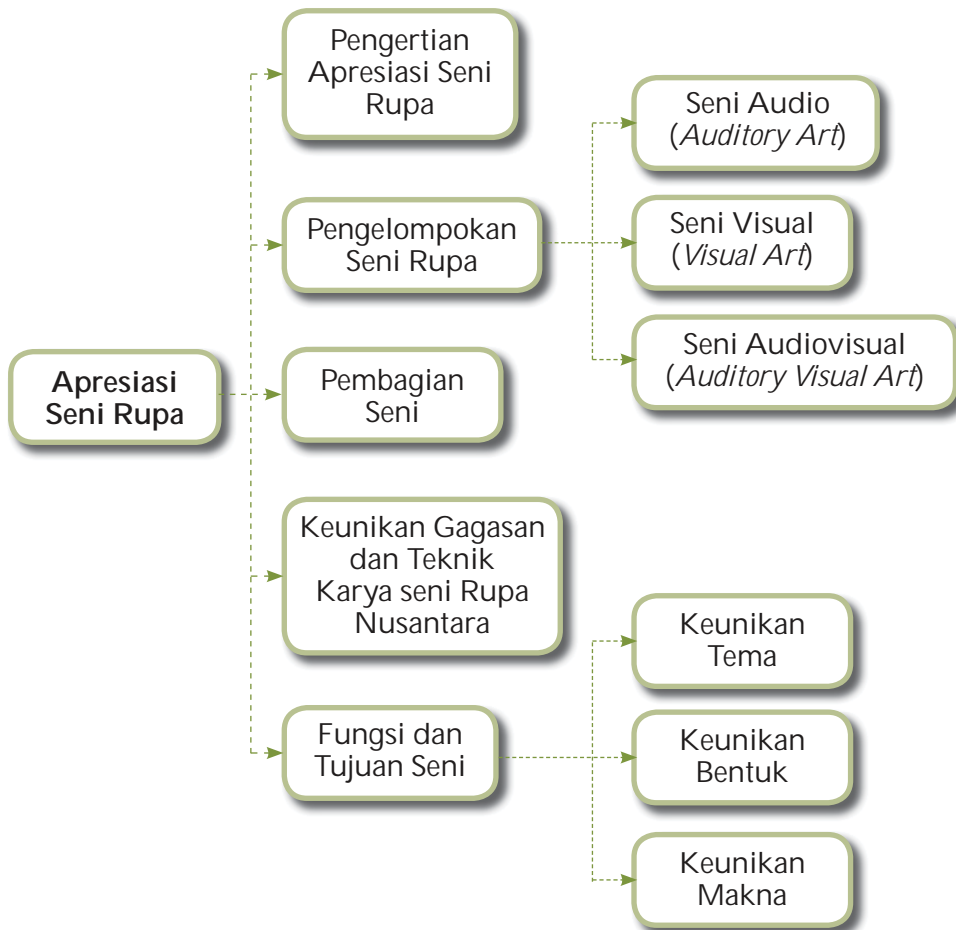 Pengertian
Apresiasi Seni
Rupa
Seni Audio
(Auditory Art)
Pengelompokan
Seni Rupa
Seni Visual
(Visual Art)
Seni Audiovisual
(Auditory Visual Art)
Apresiasi
Seni Rupa
Pembagian
Seni
Keunikan Gagasan
dan Teknik
Karya seni Rupa
Nusantara
Fungsi dan
Tujuan Seni
Keunikan
Tema
Keunikan
Bentuk
Keunikan
Makna